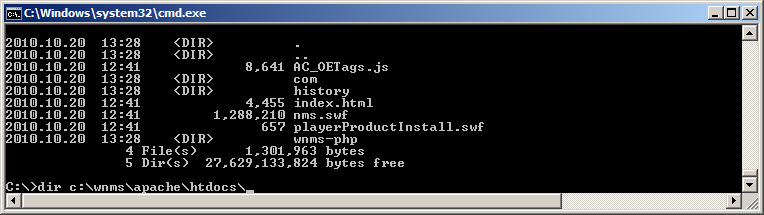 C:\Windows\system32\cmd.exe
2010.10.20  13:28    <DIR>          .
2010.10.20  13:28    <DIR>          ..
2010.10.20  12:41             8,641 AC_OETags.js
2010.10.20  13:28    <DIR>          com
2010.10.20  13:28    <DIR>          history
2010.10.20  12:41             4,455 index.html
2010.10.20  12:41         1,288,210 nms.swf
2010.10.20  12:41               657 playerProductInstall.swf
2010.10.20  13:28    <DIR>          wnms-php
4 File(s)      1,301,963 bytes
5 Dir(s)  27,629,133,824 bytes free
C:\>dir c:\wnms\apache\htdocs\_